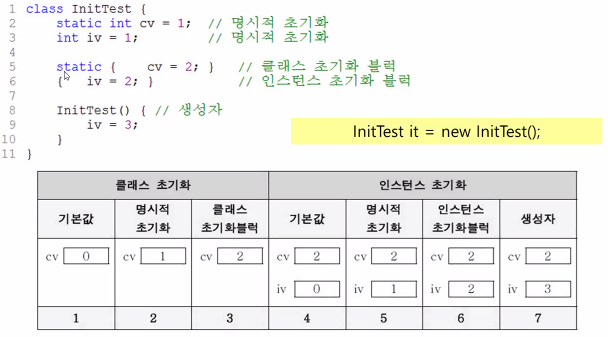 1 class InitTest {
2 static int cv = 1; // 명시적 초기화
3 int iv = 1; // 명시적 초기화
4
5 static { cv = 2; } // 클래스 초기화 블럭
6 { iv = 2; } // 인스턴스 초기화 블럭
7
8 InitTest() { // 생성자
9 iv = 3;
10 }
11 }
InitTest it = new InitTest();
클래스 초기화 인스턴스 초기화
기본값 명시적 초기화 클래스 초기화블럭 기본값 명시적 초기화 인스턴스 초기화블럭 생성자
cv 0 cv 1 cv 2 cv 2 cv 2 cv 2 cv 2
iv 0 iv 1 iv 2 iv 3
1 2 3 4 5 6 7